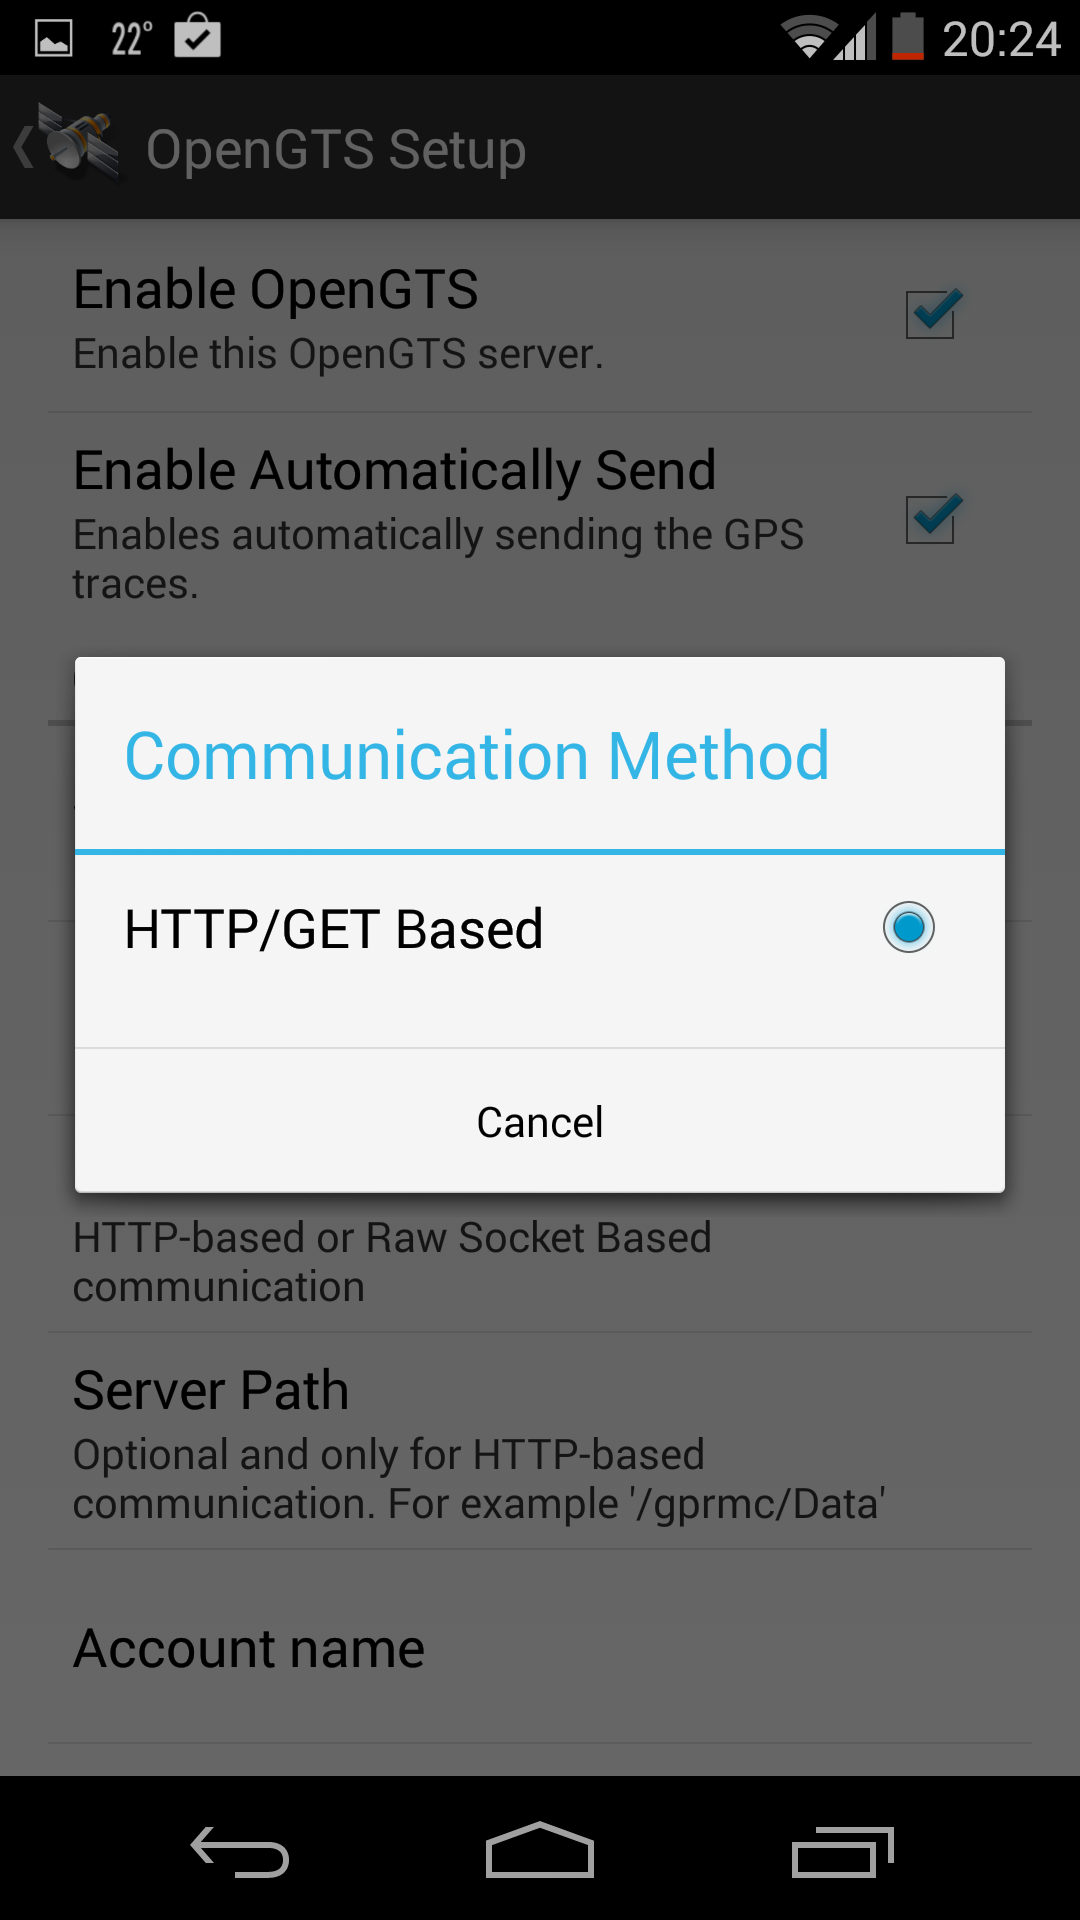 22°
20:24
OpenGTS Setup
Enable OpenGTS
Enable this OpenGTS server.
Enable Automatically Send
Enables automatically sending the GPS
traces.
Communication Method
HTTP/GET Based
Cancel
HTTP-based or Raw Socket Based
communication
Server Path
Optional and only for HTTP-based
communication. For example '/gprmc/Data'
Account name